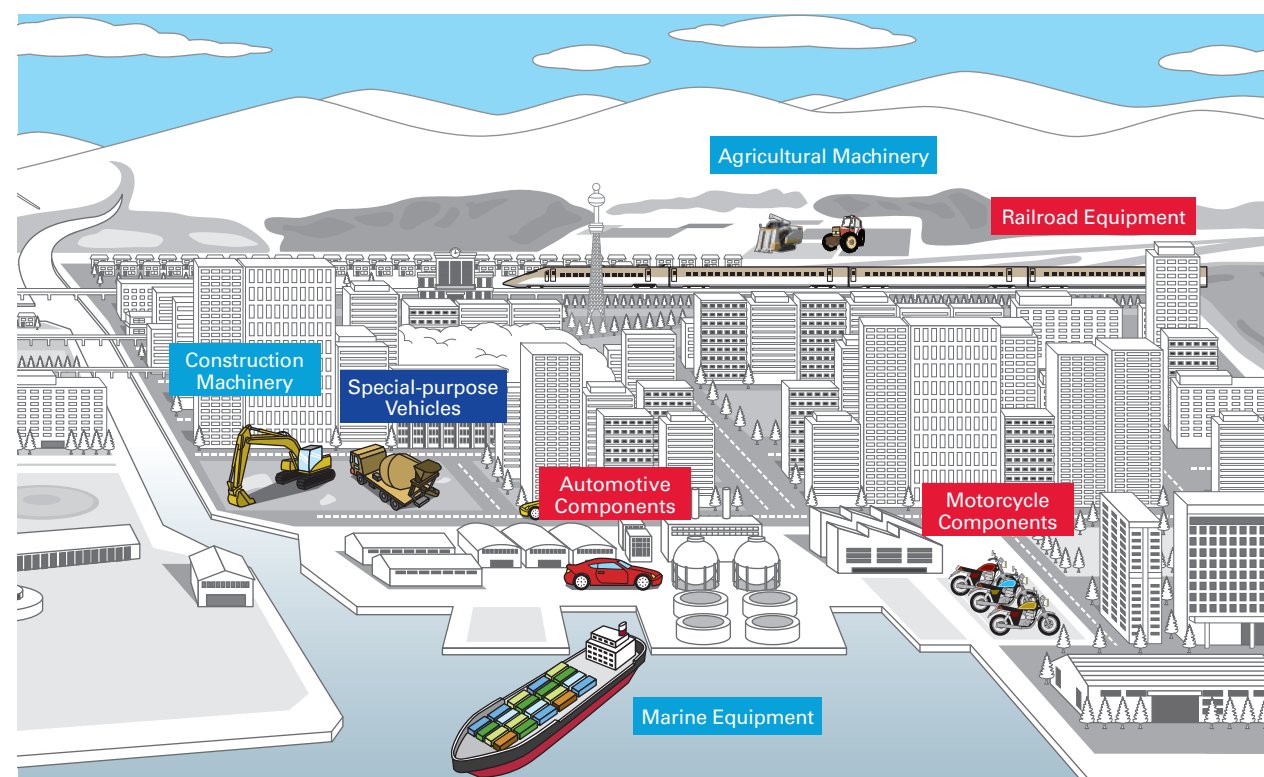 Agricultural Machinery
Railroad Equipment
Construction
Machinery
Special-purpose
Vehicles
Automotive
Components
Motorcycle
Components
Marine Equipment